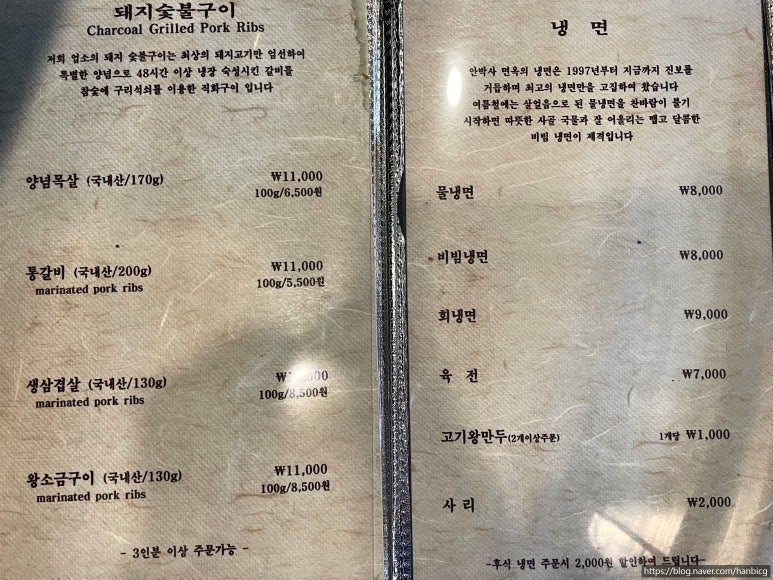 돼지숯불구이
Charcoal Grilled Pork Ribs
저희 업소의 돼지 숯불구이는 최상의 돼지고기만 엄선하여
특별한 양념으로 48시간 이상 냉장 숙성시킨 갈비를
참숯에 구리석쇠를 이용한 직화구이 입니다
양념목살 (국내산/170g) ₩11,000
100g/6,500원
통갈비 (국내산/200g) ₩11,000
marinated pork ribs 100g/5,500원
생삼겹살 (국내산/130g)
marinated pork ribs 100g/8,500원
왕소금구이 (국내산/130g) ₩11,000
marinated pork ribs 100g/8,500원
- 3인분 이상 주문가능 -
냉 면
안박사 면옥의 냉면은 1997년부터 지금까지 진보를
거듭하며 최고의 냉면만을 고집하여 왔습니다
여름철에는 살얼음으로 된 물냉면을 찬바람이 불기
시작하면 따뜻한 사골 국물과 잘 어울리는 맵고 달콤한
비빔 냉면이 제격입니다
물냉면 ₩8,000
비빔냉면 ₩8,000
회냉면 ₩9,000
육 전 ₩7,000
고기왕만두(2개이상주문) 1개당 ₩1,000
사 리 ₩2,000
-후식 냉면 주문시 2,000원 할인하여 드립니다-
https://blog.naver.com/hanbicg